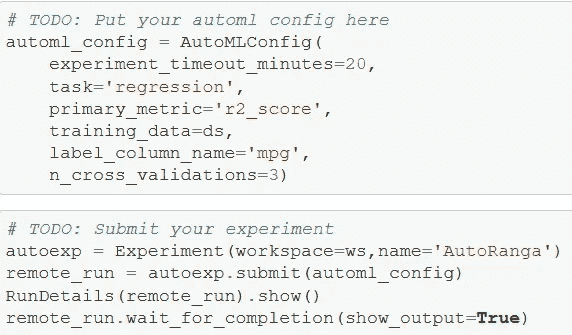 # TODO: Put your automl config here
automl_config = AutoMLConfig(
    experiment_timeout_minutes=20,
    task='regression',
    primary_metric='r2_score',
    training_data=ds,
    label_column_name='mpg',
    n_cross_validations=3)
# TODO: Submit your experiment
autoexp = Experiment(workspace=ws,name='AutoRanga')
remote_run = autoexp.submit(automl_config)
RunDetails(remote_run).show()
remote_run.wait_for_completion(show_output=True)